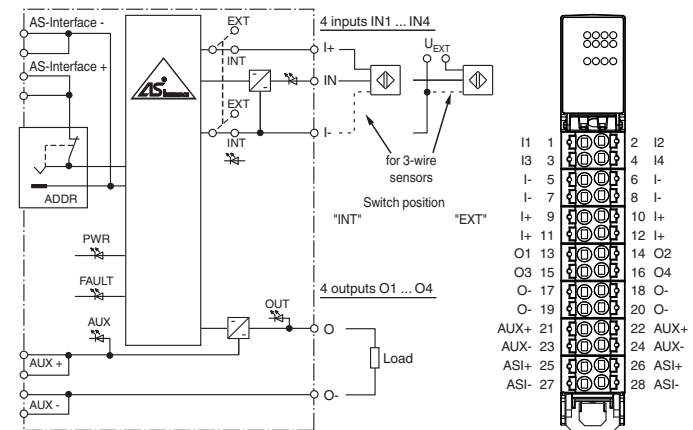 AS-Interface -
AS-Interface +
ADDR
PWR
FAULT
AUX
AUX +
AUX -
AS
INTERFACE
EXT
INT
EXT
INT
OUT
4 inputs IN1 ... IN4
I+
IN
I-
UEXT
for 3-wire
sensors
Switch position
"INT" "EXT"
4 outputs O1 ... O4
O
Load
O-
I1 1 2 I2
I3 3 4 I4
I- 5 6 I-
I- 7 8 I-
I+ 9 10 I+
I+ 11 12 I+
O1 13 14 O2
O3 15 16 O4
O- 17 18 O-
O- 19 20 O-
AUX+ 21 22 AUX+
AUX- 23 24 AUX-
ASI+ 25 26 ASI+
ASI- 27 28 ASI-